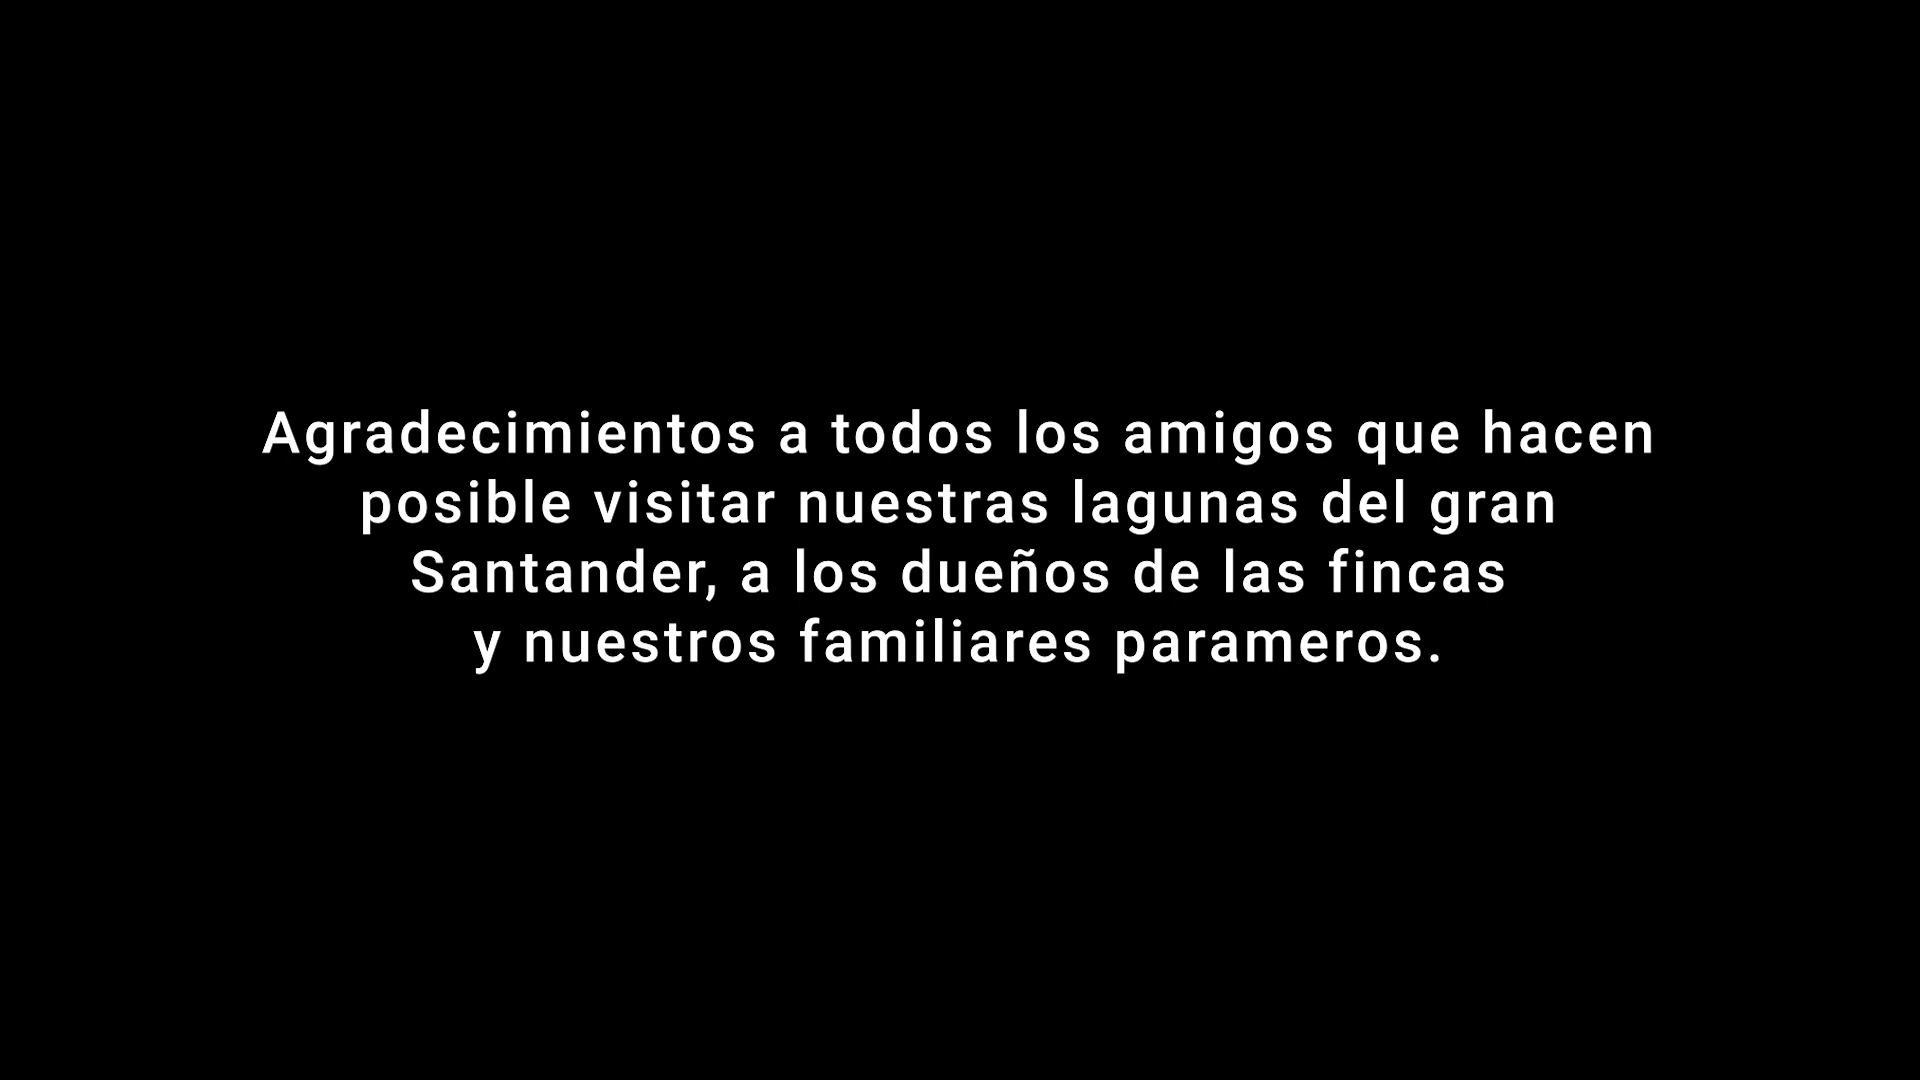 Agradecimientos a todos los amigos que hacen
posible visitar nuestras lagunas del gran
Santander, a los dueños de las fincas
y nuestros familiares parameros.